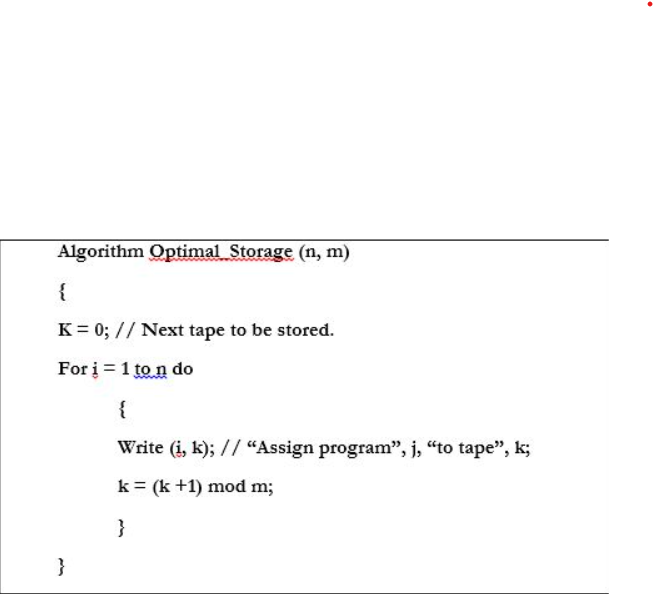 Algorithm Optimal_Storage (n, m)
{
K = 0; // Next tape to be stored.
For j = 1 to n do
{
Write (j, k); // “Assign program”, j, “to tape”, k;
k = (k +1) mod m;
}
}